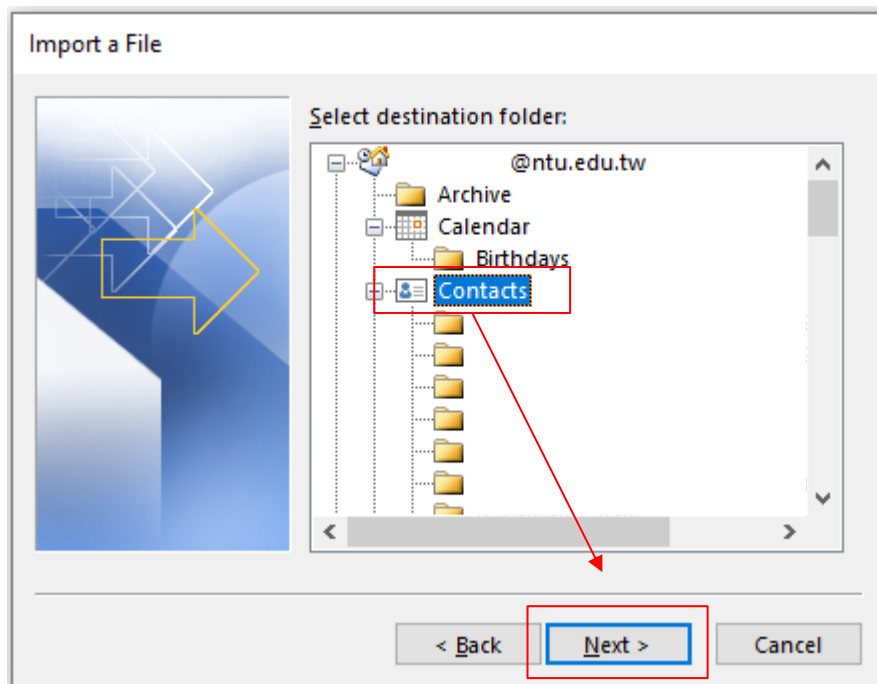 Import a File
Select destination folder:
@ntu.edu.tw
Archive
Calendar
Birthdays
Contacts
< Back
Next >
Cancel